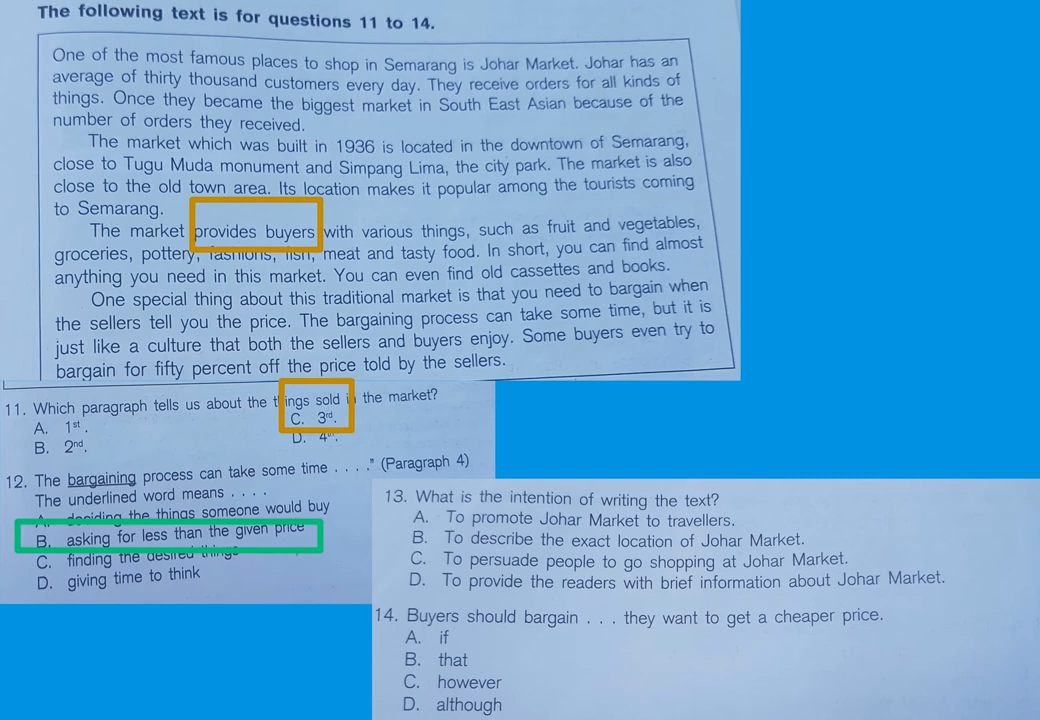 The following text is for questions 11 to 14.
One of the most famous places to shop in Semarang is Johar Market. Johar has an
average of thirty thousand customers every day. They receive orders for all kinds of
things. Once they became the biggest market in South East Asian because of the
number of orders they received.
The market which was built in 1936 is located in the downtown of Semarang,
close to Tugu Muda monument and Simpang Lima, the city park. The market is also
close to the old town area. Its location makes it popular among the tourists coming
to Semarang.
The market provides buyers with various things, such as fruit and vegetables,
groceries, pottery, fashions, fish, meat and tasty food. In short, you can find almost
anything you need in this market. You can even find old cassettes and books.
One special thing about this traditional market is that you need to bargain when
the sellers tell you the price. The bargaining process can take some time, but it is
just like a culture that both the sellers and buyers enjoy. Some buyers even try to
bargain for fifty percent off the price told by the sellers.
11. Which paragraph tells us about the things sold in the market?
A. 1st.
B. 2nd.
C. 3rd.
D. 4th.
12. The bargaining process can take some time . . . ." (Paragraph 4)
The underlined word means . . . .
A. deciding the things someone would buy
B. asking for less than the given price
C. finding the desired things
D. giving time to think
13. What is the intention of writing the text?
A. To promote Johar Market to travellers.
B. To describe the exact location of Johar Market.
C. To persuade people to go shopping at Johar Market.
D. To provide the readers with brief information about Johar Market.
14. Buyers should bargain . . . they want to get a cheaper price.
A. if
B. that
C. however
D. although